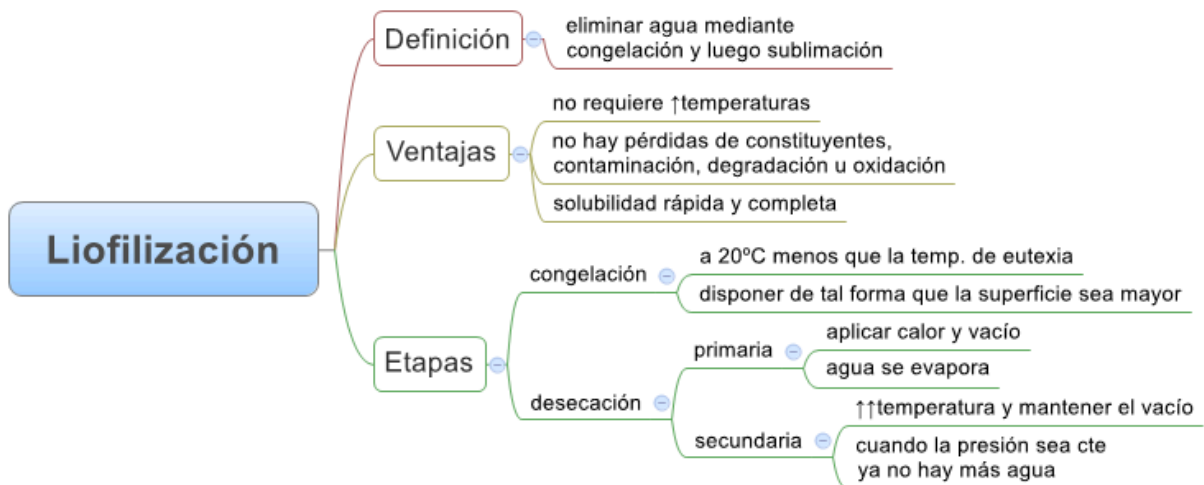 Liofilización
Definición
eliminar agua mediante
congelación y luego sublimación
Ventajas
no requiere ↑temperaturas
no hay pérdidas de constituyentes,
contaminación, degradación u oxidación
solubilidad rápida y completa
Etapas
congelación
a 20ºC menos que la temp. de eutexia
disponer de tal forma que la superficie sea mayor
desecación
primaria
aplicar calor y vacío
agua se evapora
secundaria
↑↑temperatura y mantener el vacío
cuando la presión sea cte
ya no hay más agua